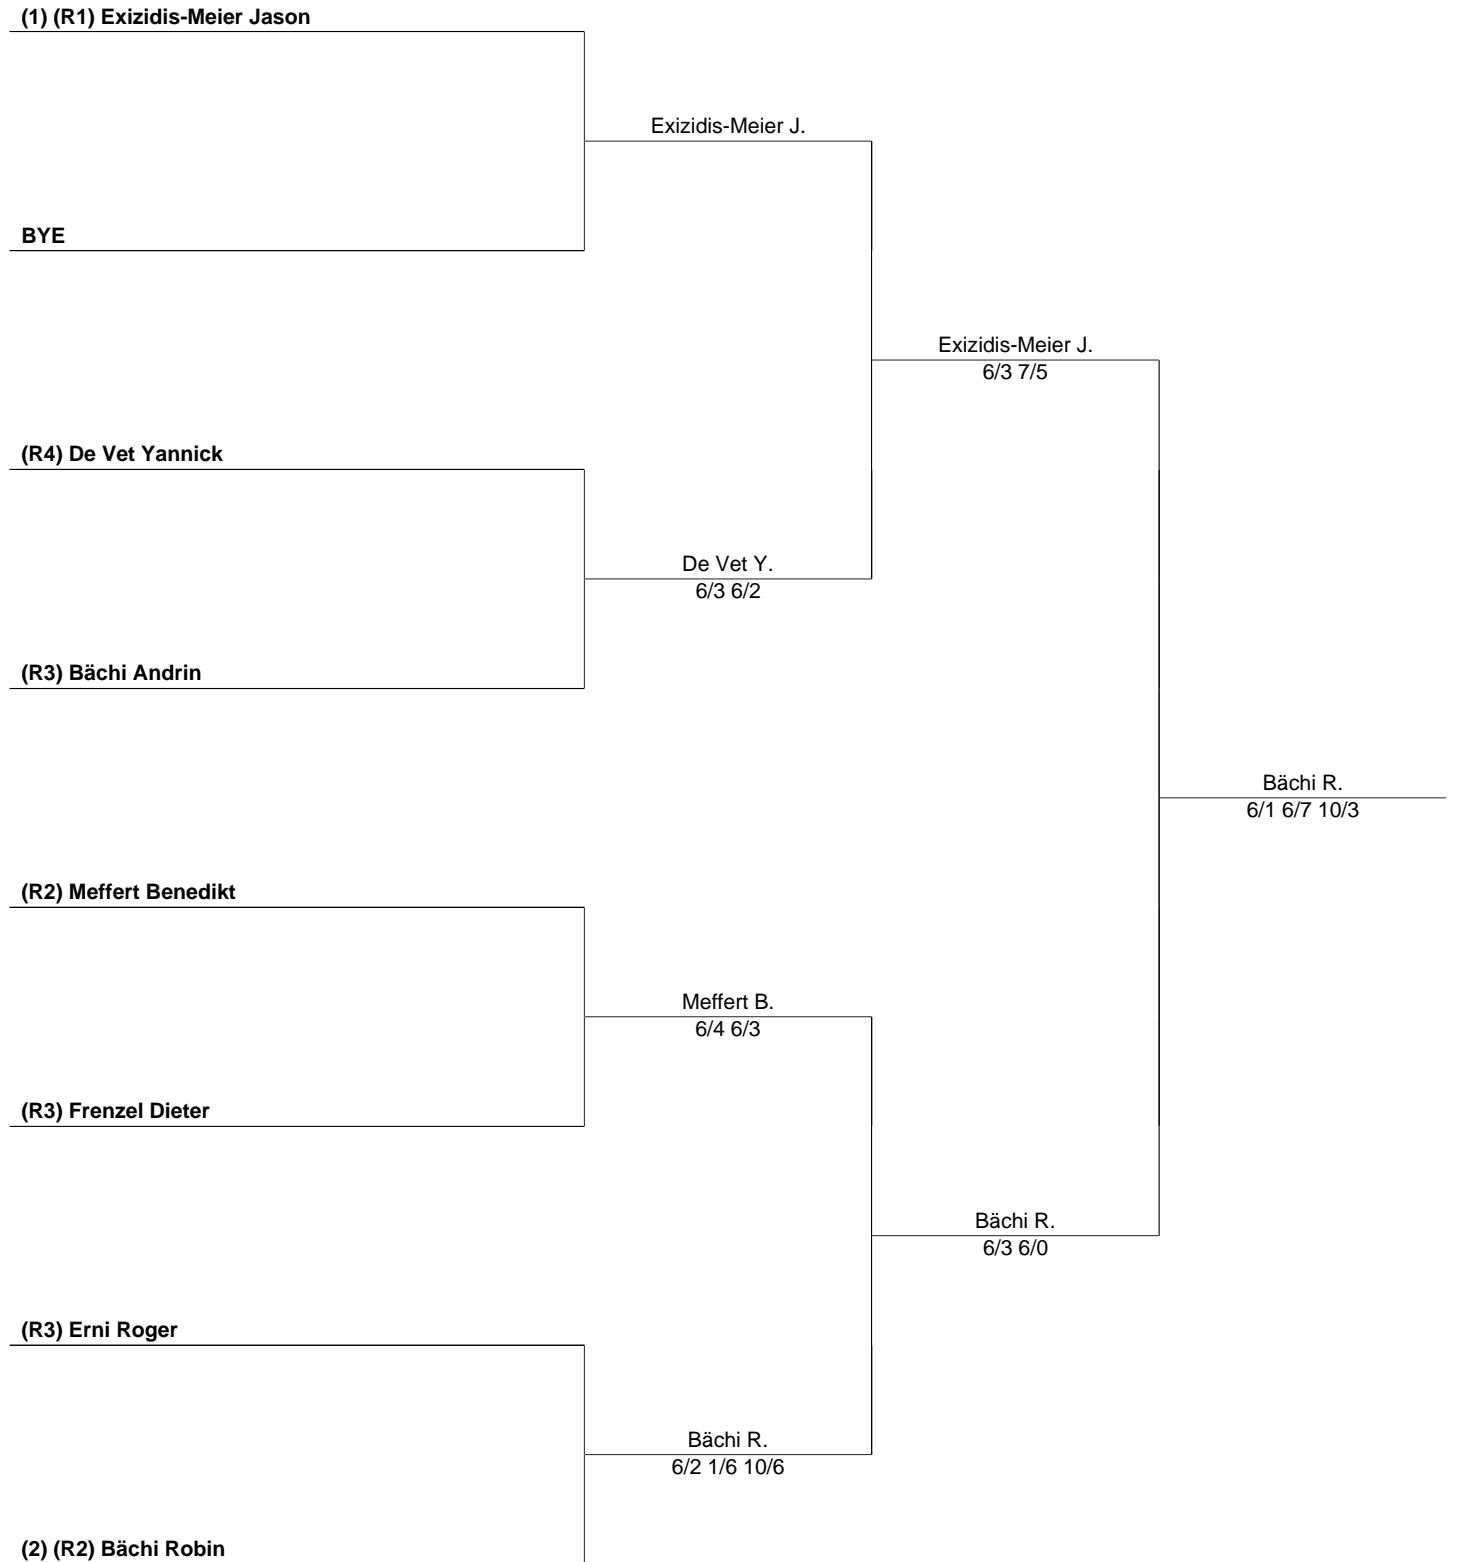 (1) (R1) Exizidis-Meier Jason
Exizidis-Meier J.
BYE
Exizidis-Meier J.
6/3 7/5
(R4) De Vet Yannick
De Vet Y.
6/3 6/2
(R3) Bächi Andrin
Bächi R.
6/1 6/7 10/3
(R2) Meffert Benedikt
Meffert B.
6/4 6/3
(R3) Frenzel Dieter
Bächi R.
6/3 6/0
(R3) Erni Roger
Bächi R.
6/2 1/6 10/6
(2) (R2) Bächi Robin